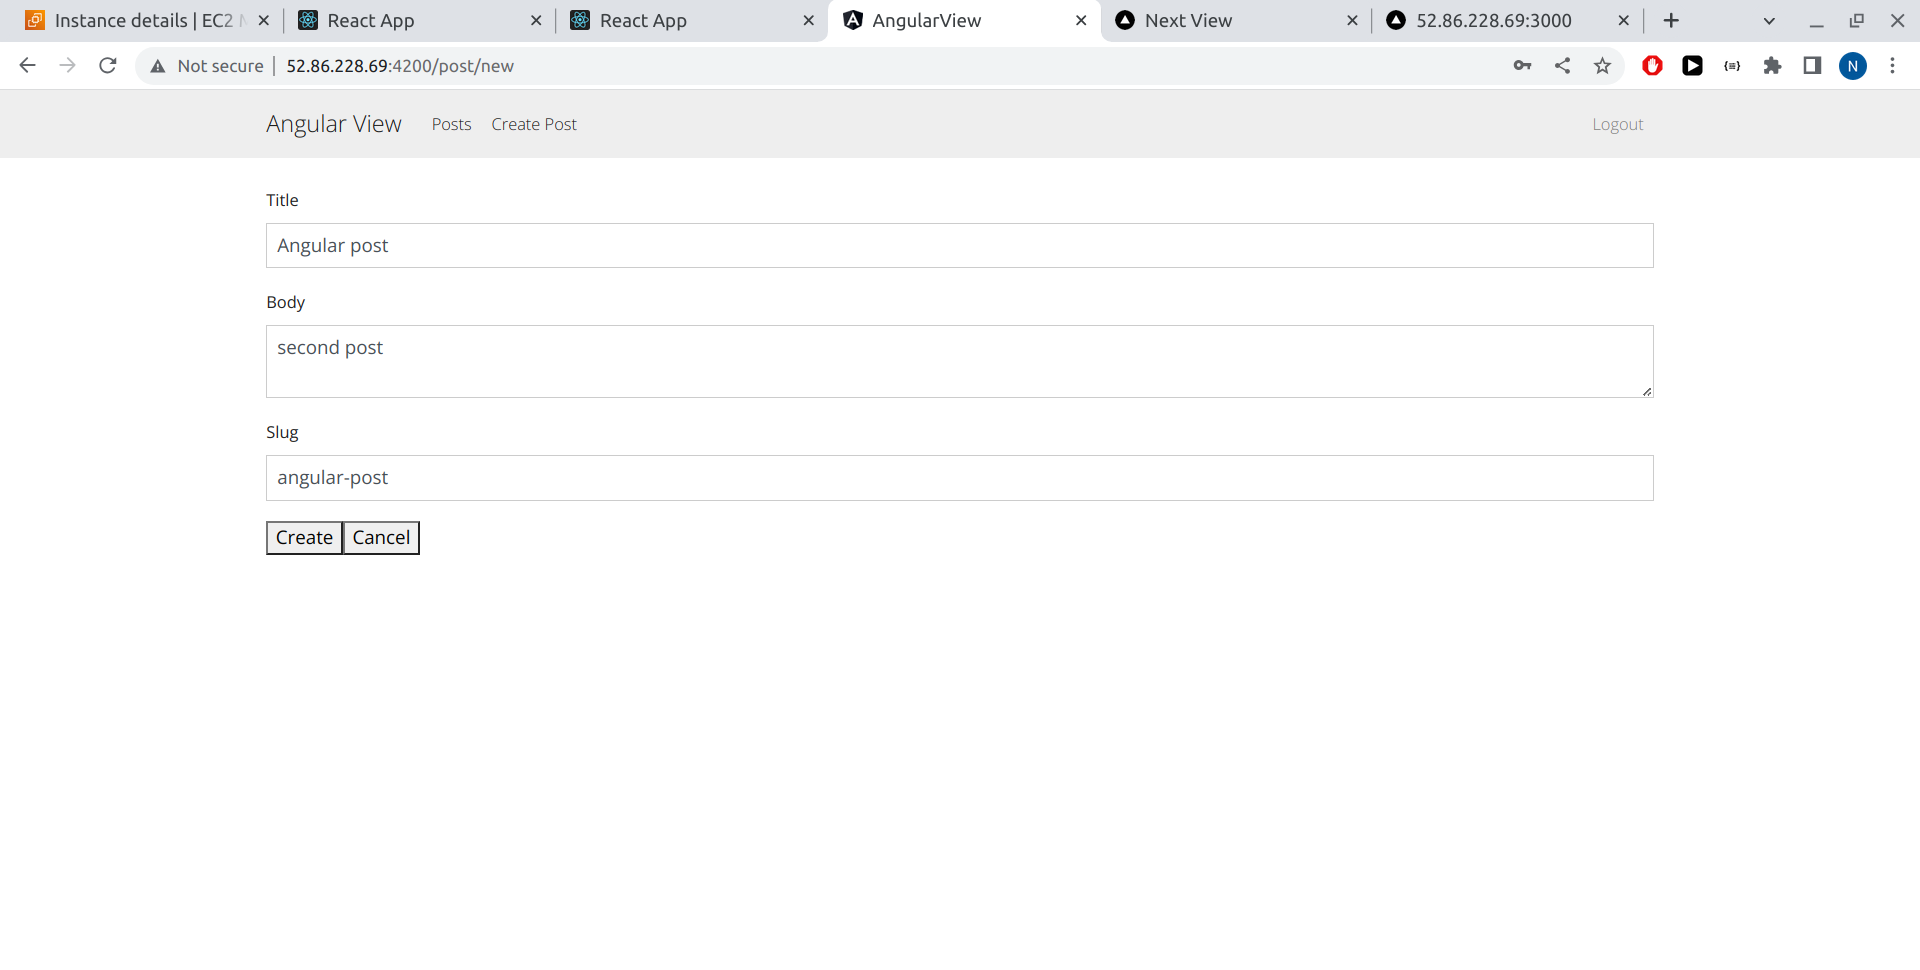 Instance details | EC2 M
React App
React App
AngularView
Next View
52.86.228.69:3000
Not secure
52.86.228.69:4200/post/new
N
Angular View
Posts
Create Post
Logout
Title
Angular post
Body
second post
Slug
angular-post
Create
Cancel